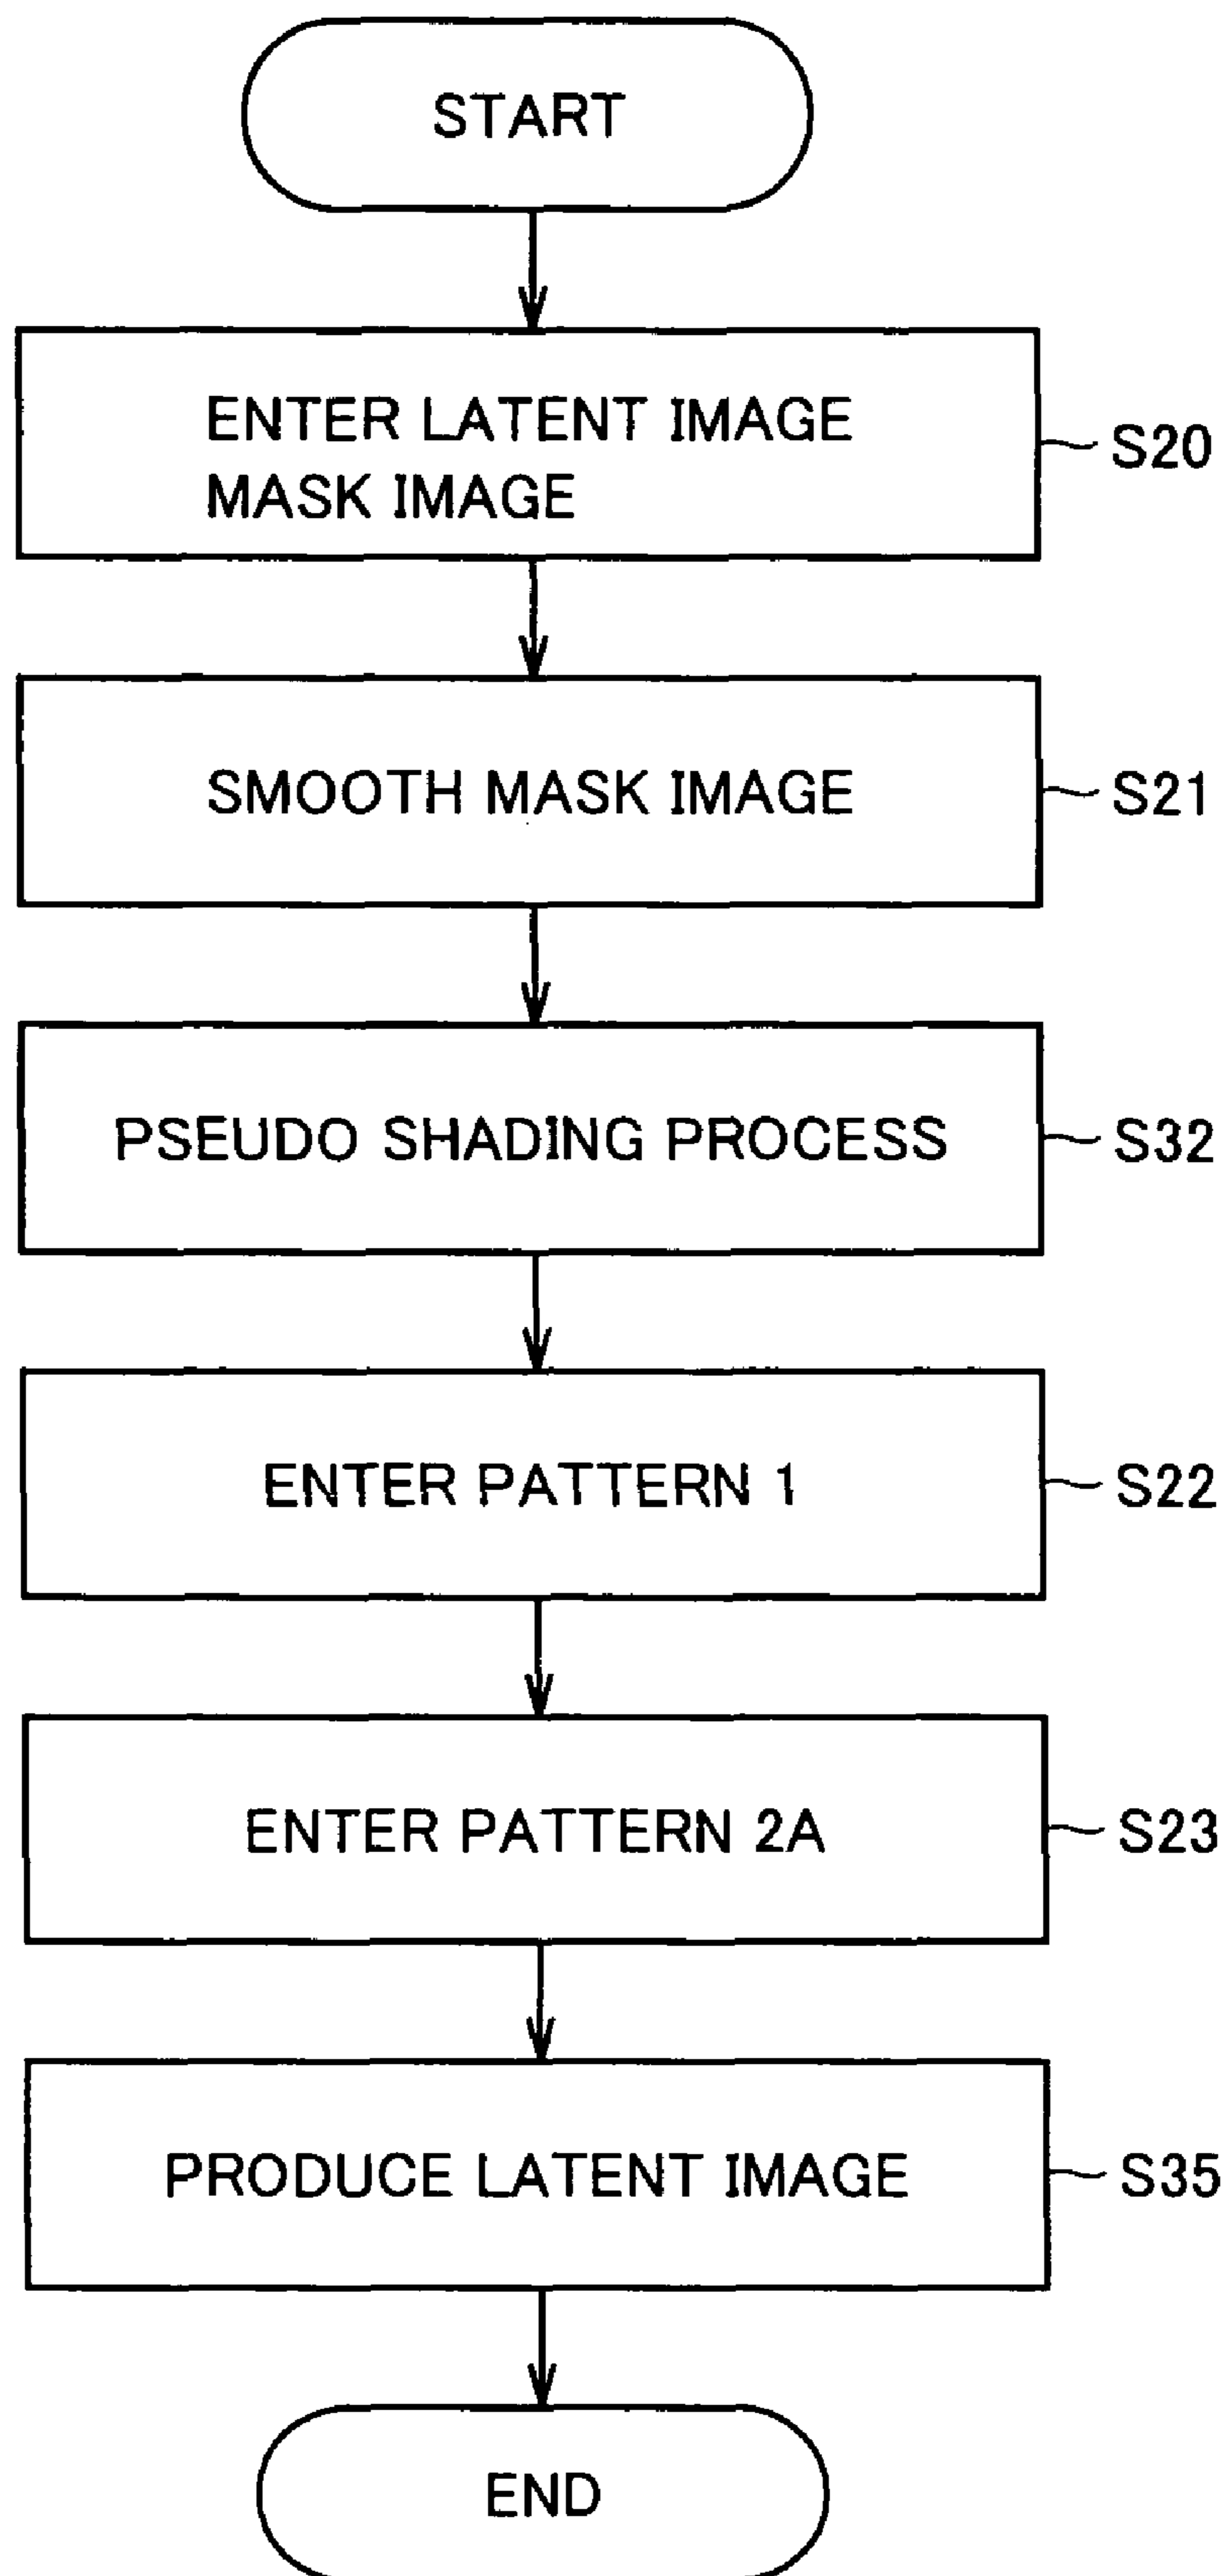 START
ENTER LATENT IMAGE
MASK IMAGE
S20
SMOOTH MASK IMAGE
S21
PSEUDO SHADING PROCESS
S32
ENTER PATTERN 1
S22
ENTER PATTERN 2A
S23
PRODUCE LATENT IMAGE
S35
END